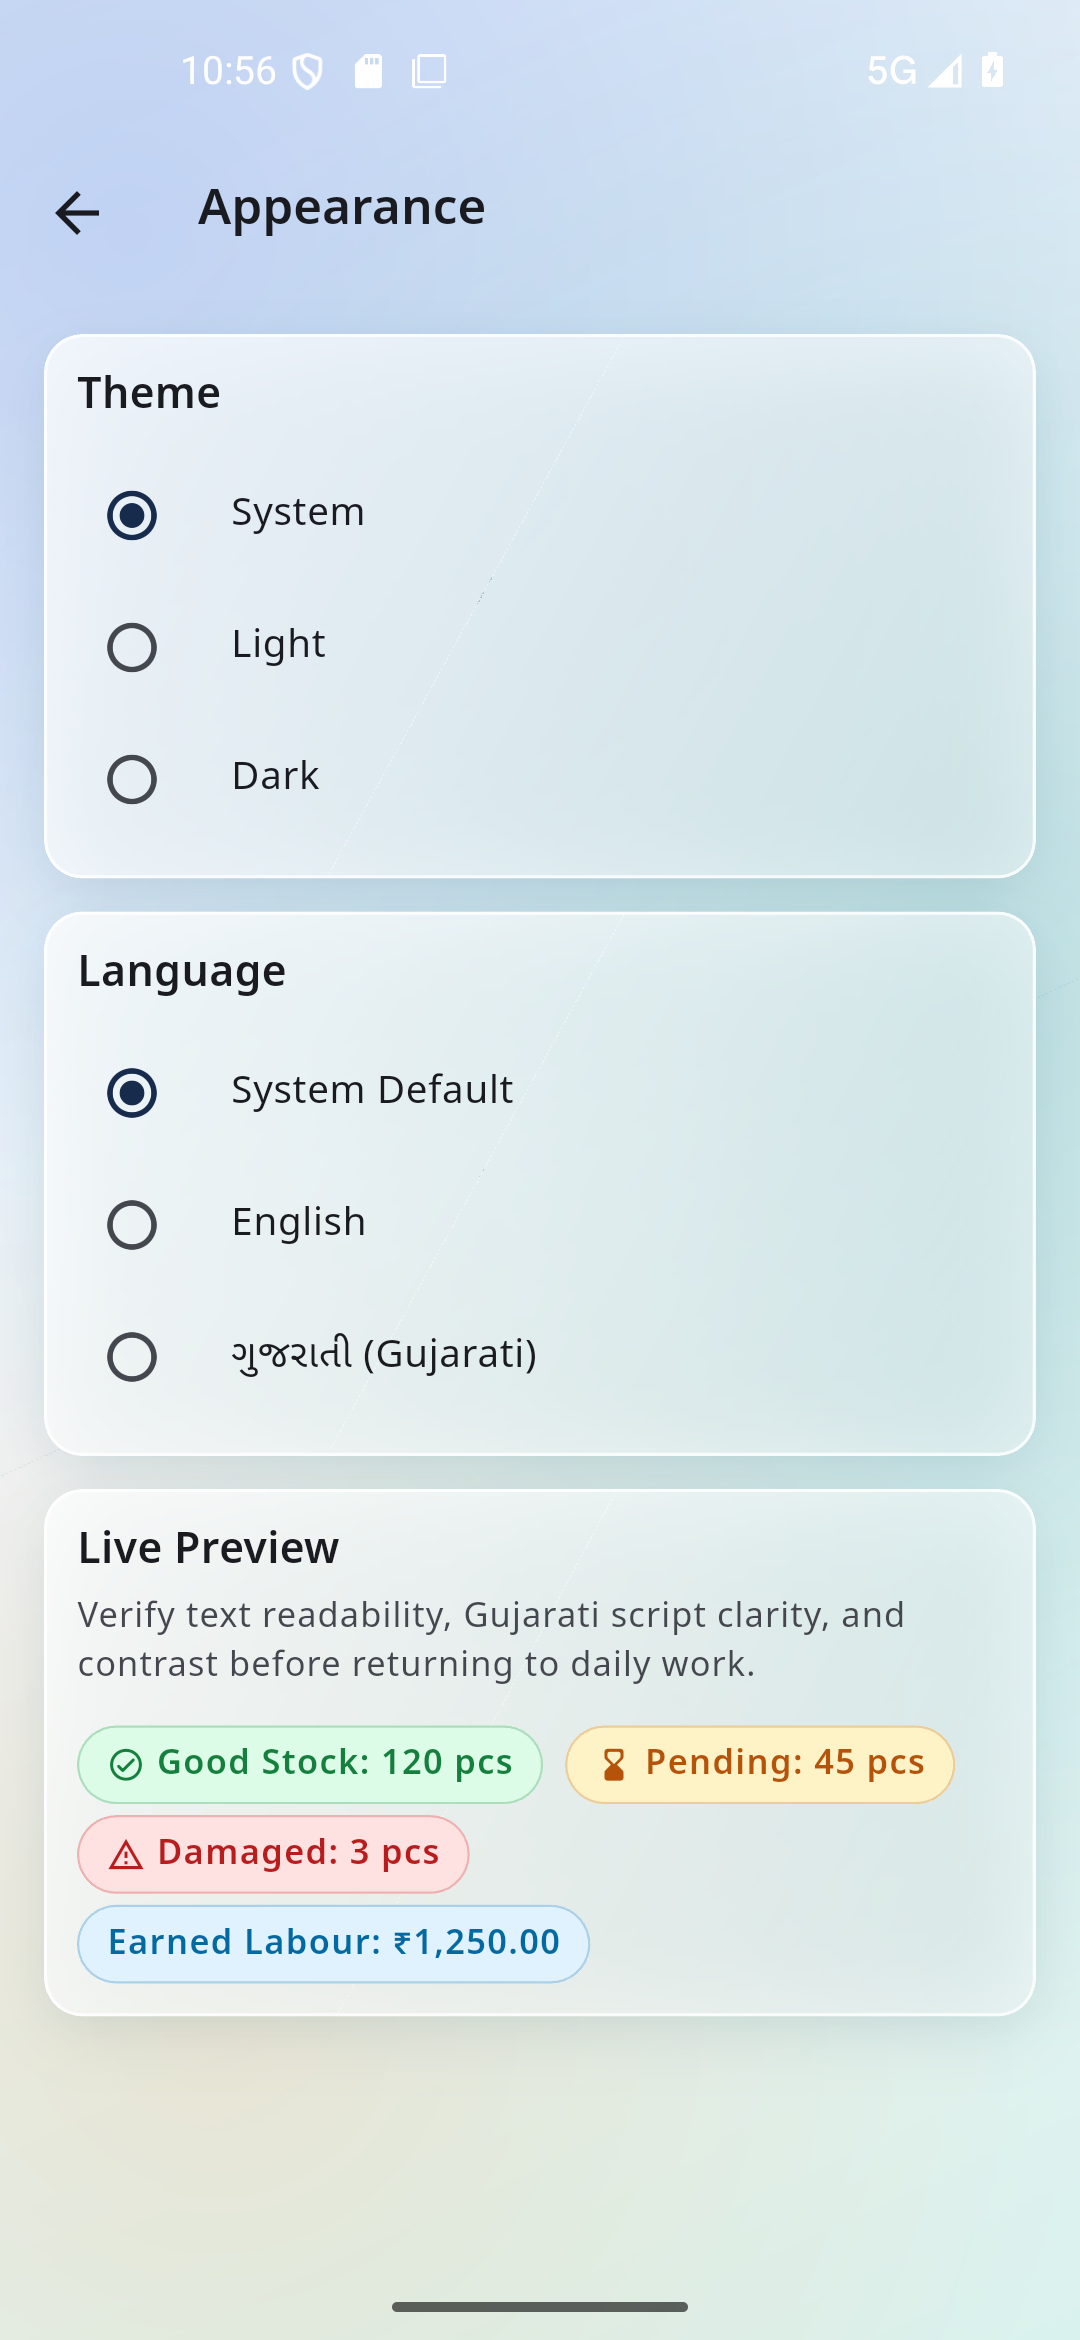 10:56 5G
Appearance
Theme
System
Light
Dark
Language
System Default
English
ગુજરાતી (Gujarati)
Live Preview
Verify text readability, Gujarati script clarity, and
contrast before returning to daily work.
Good Stock: 120 pcs Pending: 45 pcs
Damaged: 3 pcs
Earned Labour: ₹1,250.00